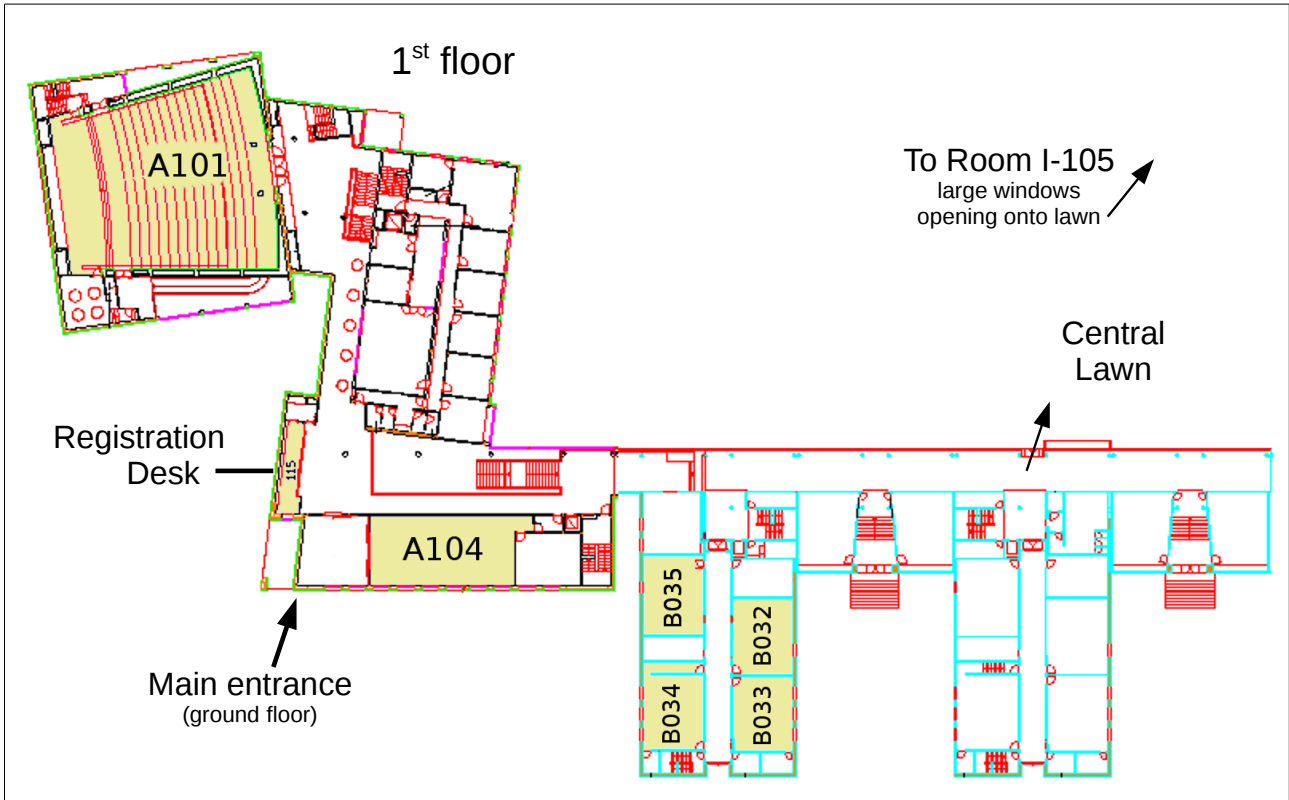 1st floor
A101
To Room I-105
large windows
opening onto lawn
Central
Lawn
Registration
Desk
115
A104
B035
B032
B034
B033
Main entrance
(ground floor)